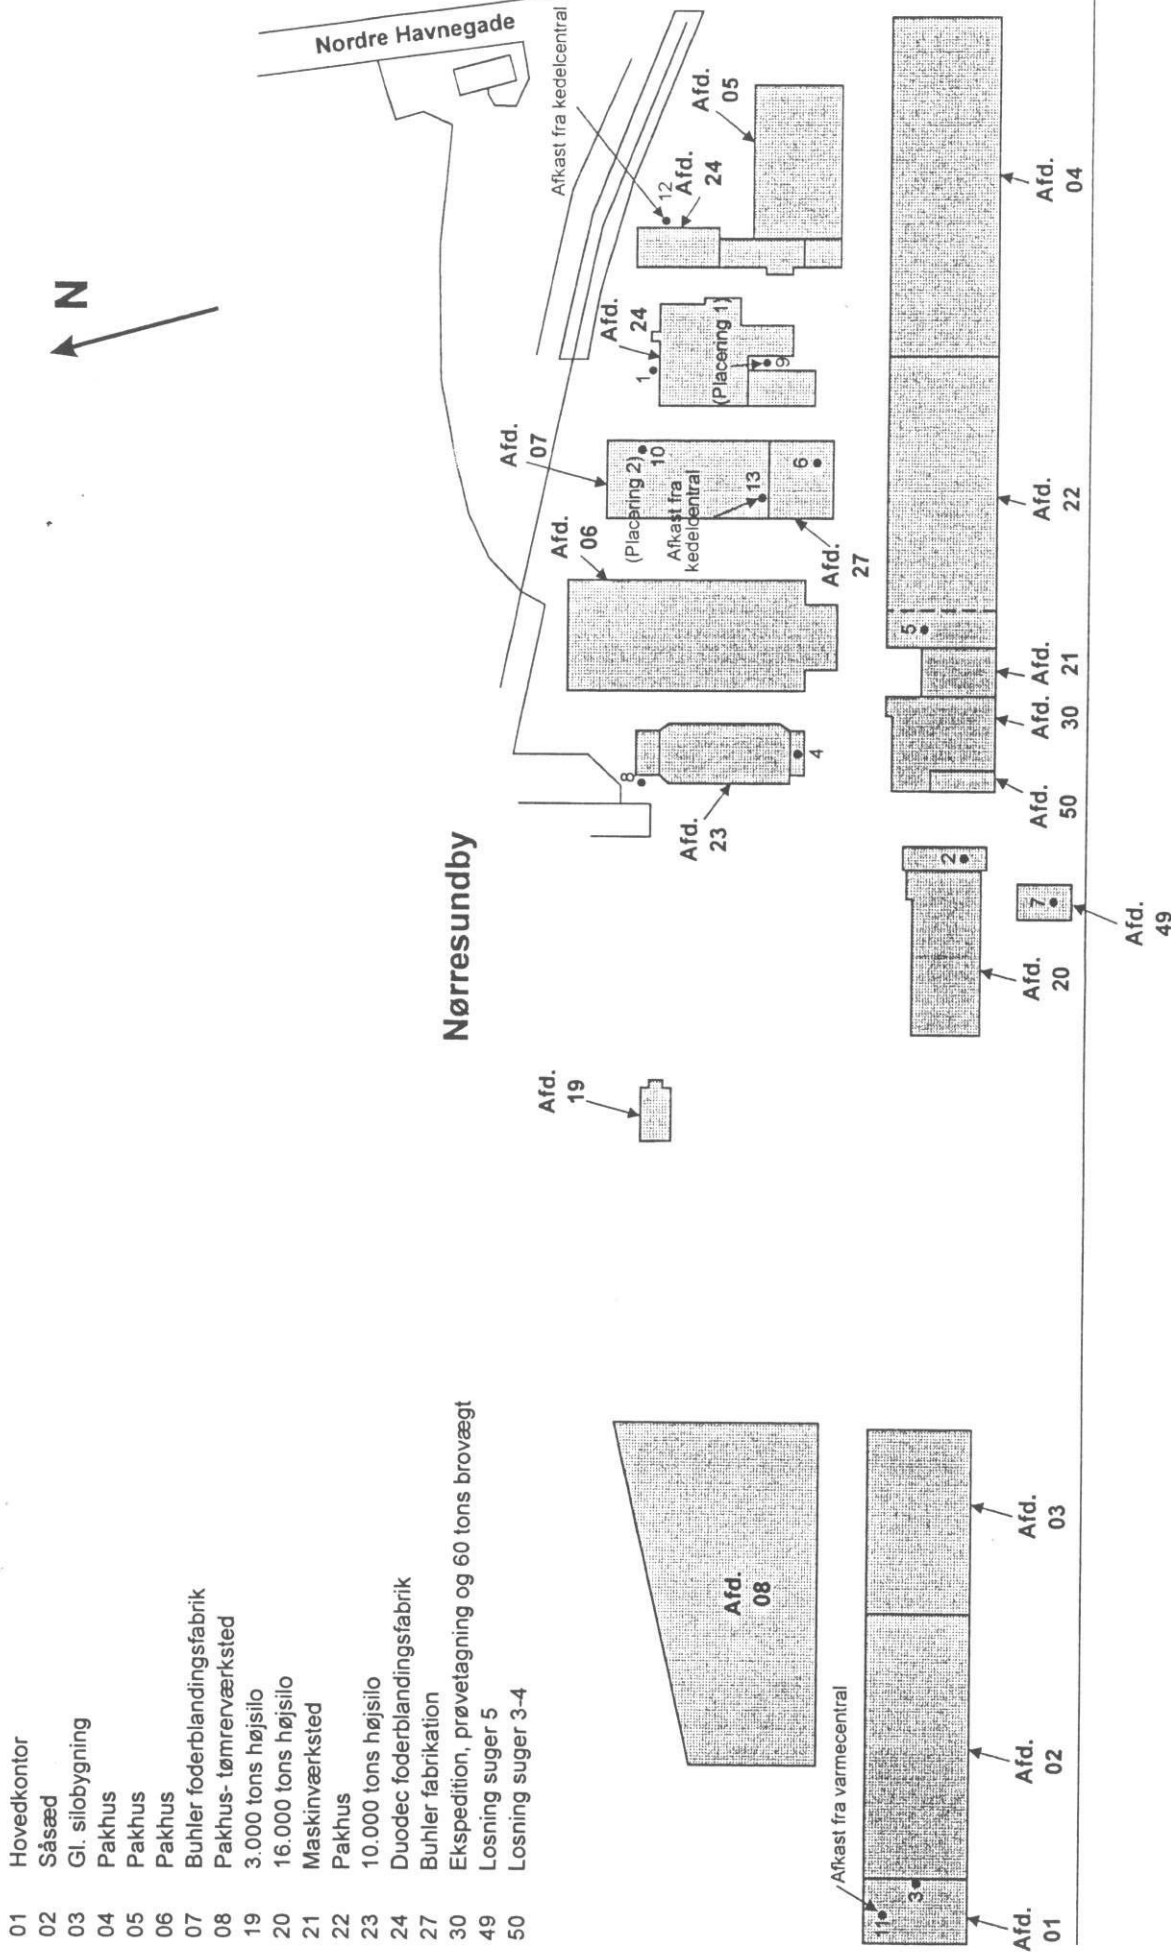 01 Hovedkontor
02 Såsæd
03 Gl. silobygning
04 Pakhus
05 Pakhus
06 Pakhus
07 Buhler foderblandingsfabrik
08 Pakhus- tømrerværksted
19 3.000 tons højsilo
20 16.000 tons højsilo
21 Maskinværksted
22 Pakhus
23 10.000 tons højsilo
24 Duodec foderblandingsfabrik
27 Buhler fabrikation
30 Ekspedition, prøvetagning og 60 tons brovægt
49 Losning suger 5
50 Losning suger 3-4
N
Nordre Havnegade
Nørresundby
Afkast fra kedelcentral
12
Afd.
24
Afd.
05
Afd.
04
Afd.
24
1
(Placering 1)
9
Afd.
07
(Placering 2)
10
Afkast fra
kedelcentral
13
6
Afd.
27
Afd.
06
Afd.
22
5
Afd.
21
Afd.
30
Afd.
50
8
4
Afd.
23
2
Afd.
20
7
Afd.
49
Afd.
19
Afd.
08
Afd.
03
Afd.
02
Afkast fra varmecentral
11
3
Afd.
01